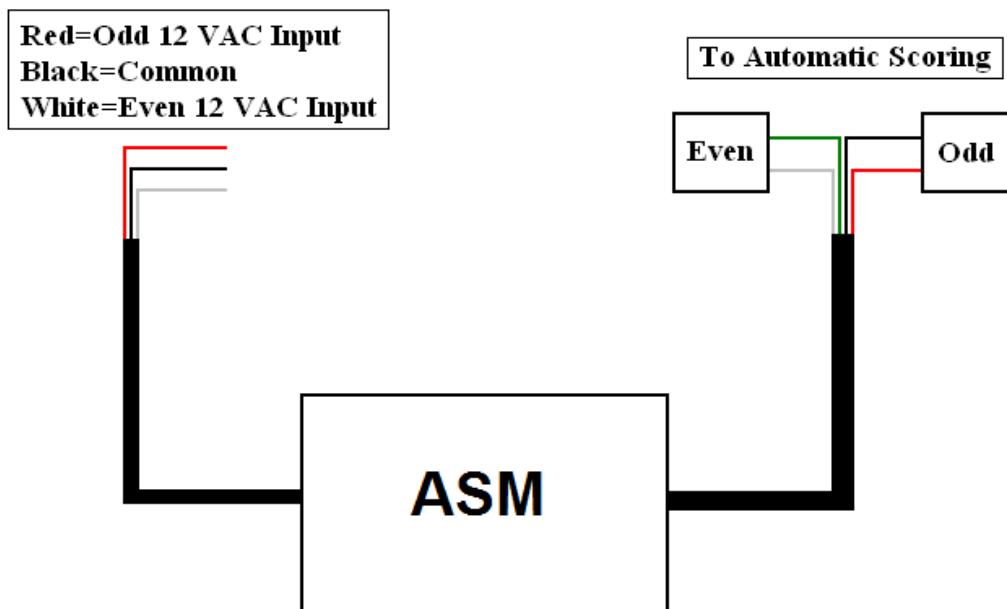 Red=Odd 12 VAC Input
Black=Common
White=Even 12 VAC Input
To Automatic Scoring
Even
Odd
ASM